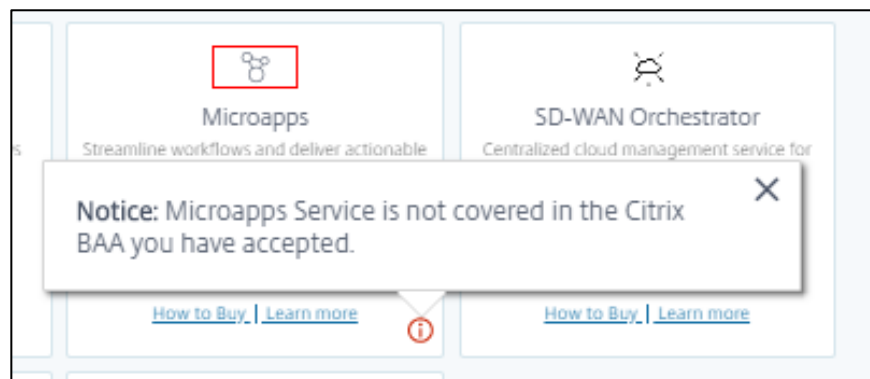 Microapps
Streamline workflows and deliver actionable
SD-WAN Orchestrator
Centralized cloud management service for
s
Notice: Microapps Service is not covered in the Citrix
BAA you have accepted.
How to Buy | Learn more
How to Buy | Learn more